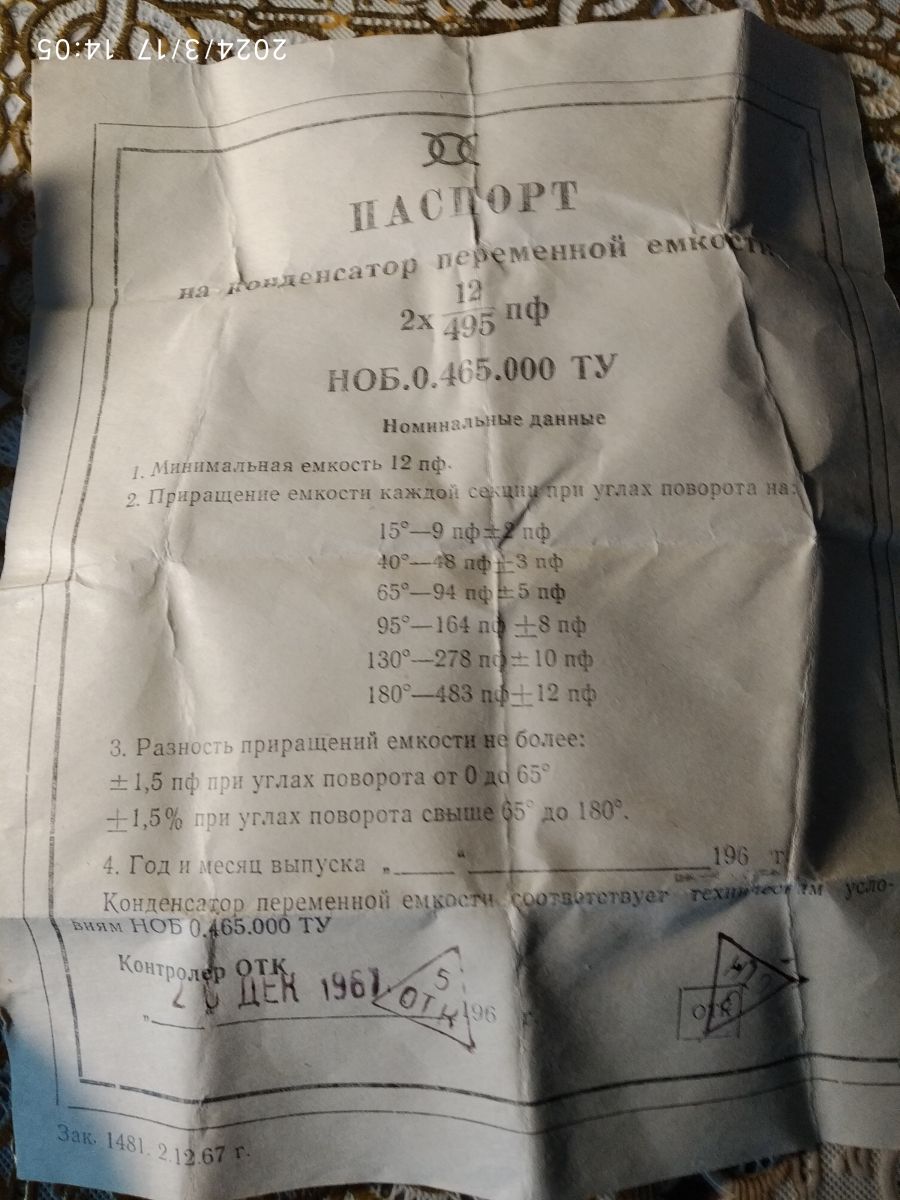 2024/3/17 14:05
ПАСПОРТ
на конденсатор переменной емкости
2х 12/495 пф
НОБ.0.465.000 ТУ
Номинальные данные
1. Минимальная емкость 12 пф.
2. Приращение емкости каждой секции при углах поворота на:
15°—9 пф±2 пф
40°—48 пф±3 пф
65°—94 пф±5 пф
95°—164 пф ±8 пф
130°—278 пф±10 пф
180°—483 пф±12 пф
3. Разность приращений емкости не более:
±1,5 пф при углах поворота от 0 до 65°
±1,5% при углах поворота свыше 65° до 180°.
4. Год и месяц выпуска „____“ ____________196 г.
Конденсатор переменной емкости соответствует техническим усло-
виям НОБ 0.465.000 ТУ
Контролер ОТК
ДЕК 1967
5
ОТК
„____ ____________196 г.
ОТК
Зак. 1481. 2.12.67 г.